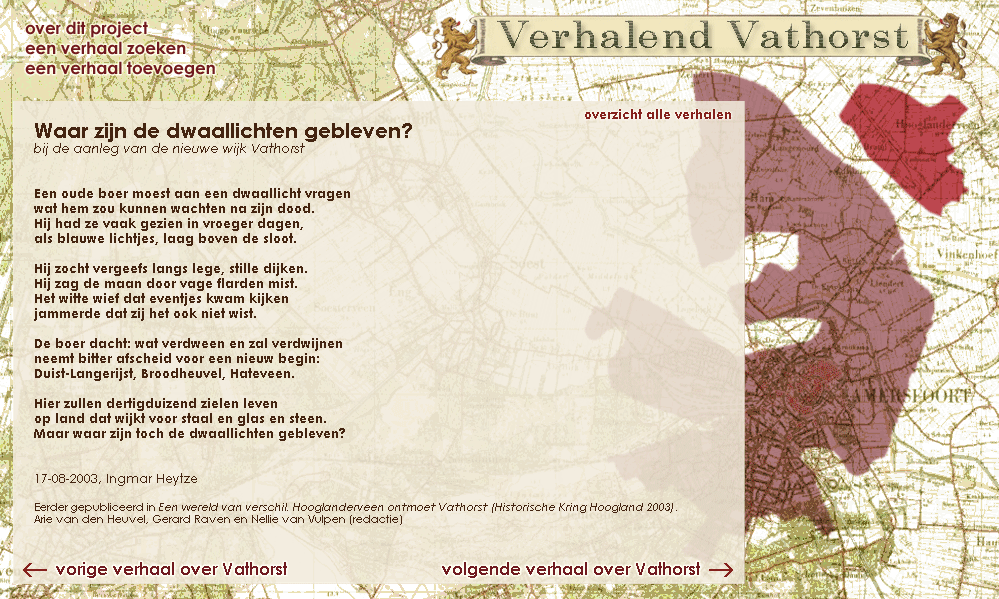 over dit project
een verhaal zoeken
een verhaal toevoegen
Verhalend Vathorst
overzicht alle verhalen
Waar zijn de dwaallichten gebleven?
bij de aanleg van de nieuwe wijk Vathorst
Een oude boer moest aan een dwaallicht vragen
wat hem zou kunnen wachten na zijn dood.
Hij had ze vaak gezien in vroeger dagen,
als blauwe lichtjes, laag boven de sloot.
Hij zocht vergeefs langs lege, stille dijken.
Hij zag de maan door vage flarden mist.
Het witte wief dat eventjes kwam kijken
jammerde dat zij het ook niet wist.
De boer dacht: wat verdween en zal verdwijnen
neemt bitter afscheid voor een nieuw begin:
Duist-Langerijst, Broodheuvel, Hateveen.
Hier zullen dertigduizend zielen leven
op land dat wijkt voor staal en glas en steen.
Maar waar zijn toch de dwaallichten gebleven?
17-08-2003, Ingmar Heytze
Eerder gepubliceerd in Een wereld van verschil. Hooglanderveen ontmoet Vathorst (Historische Kring Hoogland 2003).
Arie van den Heuvel, Gerard Raven en Nellie van Vulpen (redactie)
← vorige verhaal over Vathorst
volgende verhaal over Vathorst →
Zevenhuizen
Hooglanderveen
Ham
Vinkenhoef
Liendert
AMERSFOORT